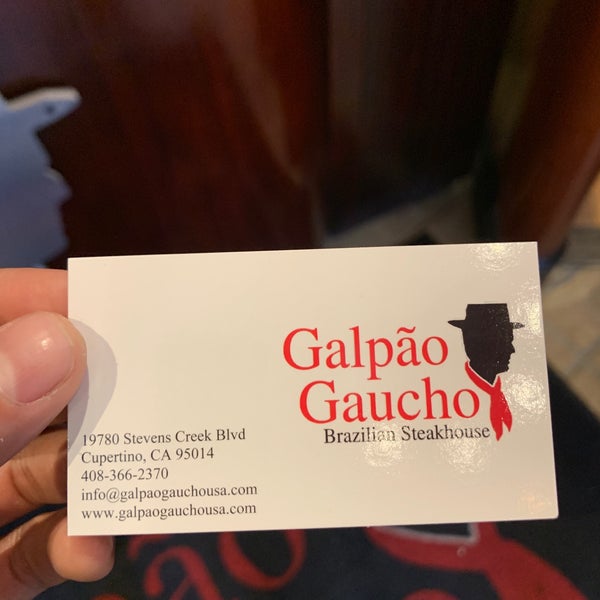 Galpão
Gaucho
Brazilian Steakhouse
19780 Stevens Creek Blvd
Cupertino, CA 95014
408-366-2370
info@galpaogauchousa.com
www.galpaogauchousa.com
ão